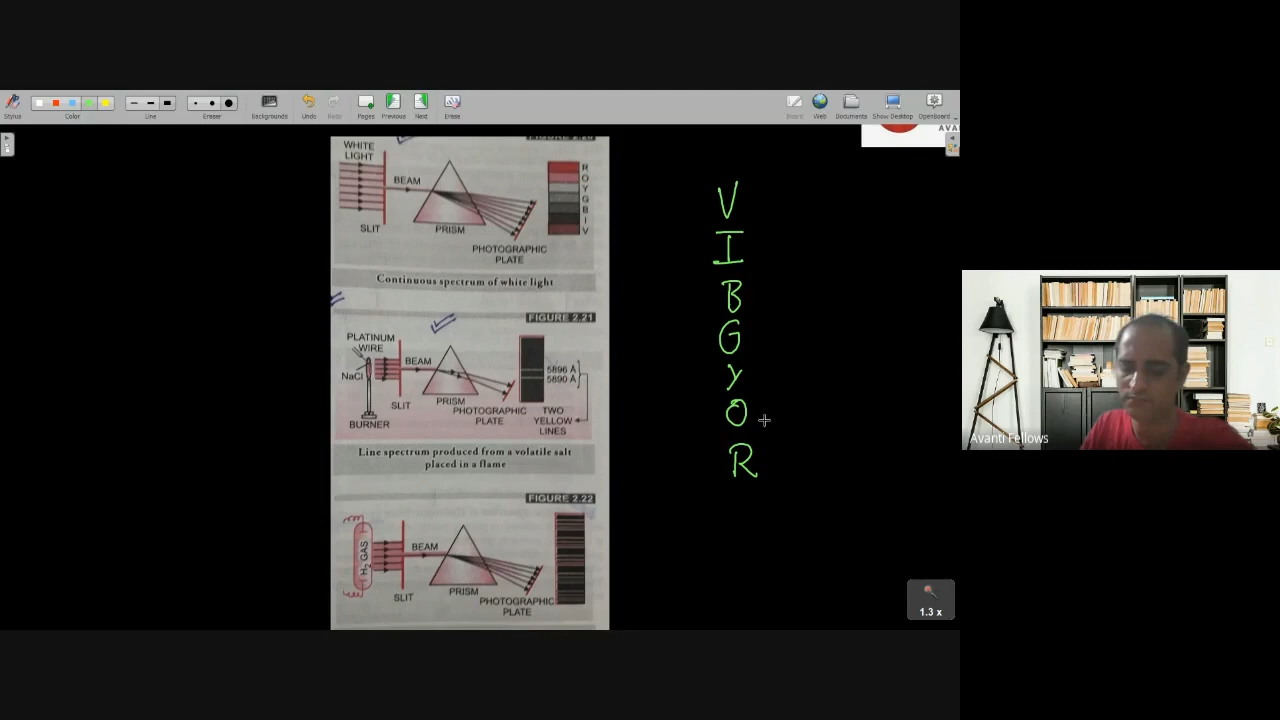 Stylus
Color
Line
Eraser
Backgrounds
Undo
Redo
Pages
Previous
Next
Erase
Board
Web
Documents
Show Desktop
OpenBoard
AVA
WHITE
LIGHT
BEAM
SLIT
PRISM
PHOTOGRAPHIC
PLATE
R
O
Y
G
B
I
V
Continuous spectrum of white light
FIGURE 2.21
PLATINUM
WIRE
NaCl
BEAM
SLIT
BURNER
PRISM
PHOTOGRAPHIC
PLATE
5896 Å
5890 Å
TWO
YELLOW
LINES
Line spectrum produced from a volatile salt
placed in a flame
FIGURE 2.22
H2 GAS
BEAM
SLIT
PRISM
PHOTOGRAPHIC
PLATE
V
I
B
G
Y
O
R
1.3 x
Avanti Fellows